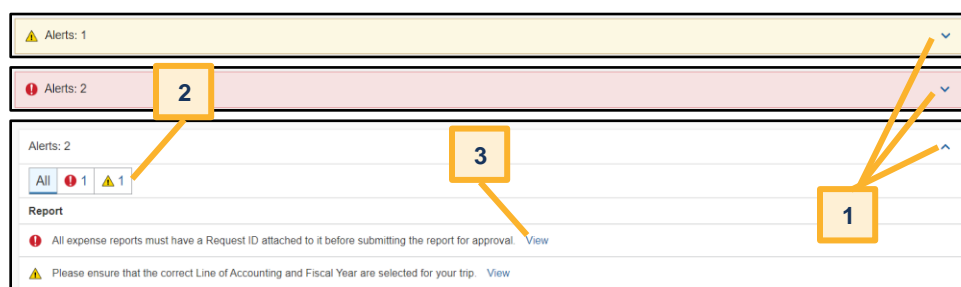 Alerts: 1
Alerts: 2
2
Alerts: 2
3
All 1 1
1
Report
All expense reports must have a Request ID attached to it before submitting the report for approval. View
Please ensure that the correct Line of Accounting and Fiscal Year are selected for your trip. View